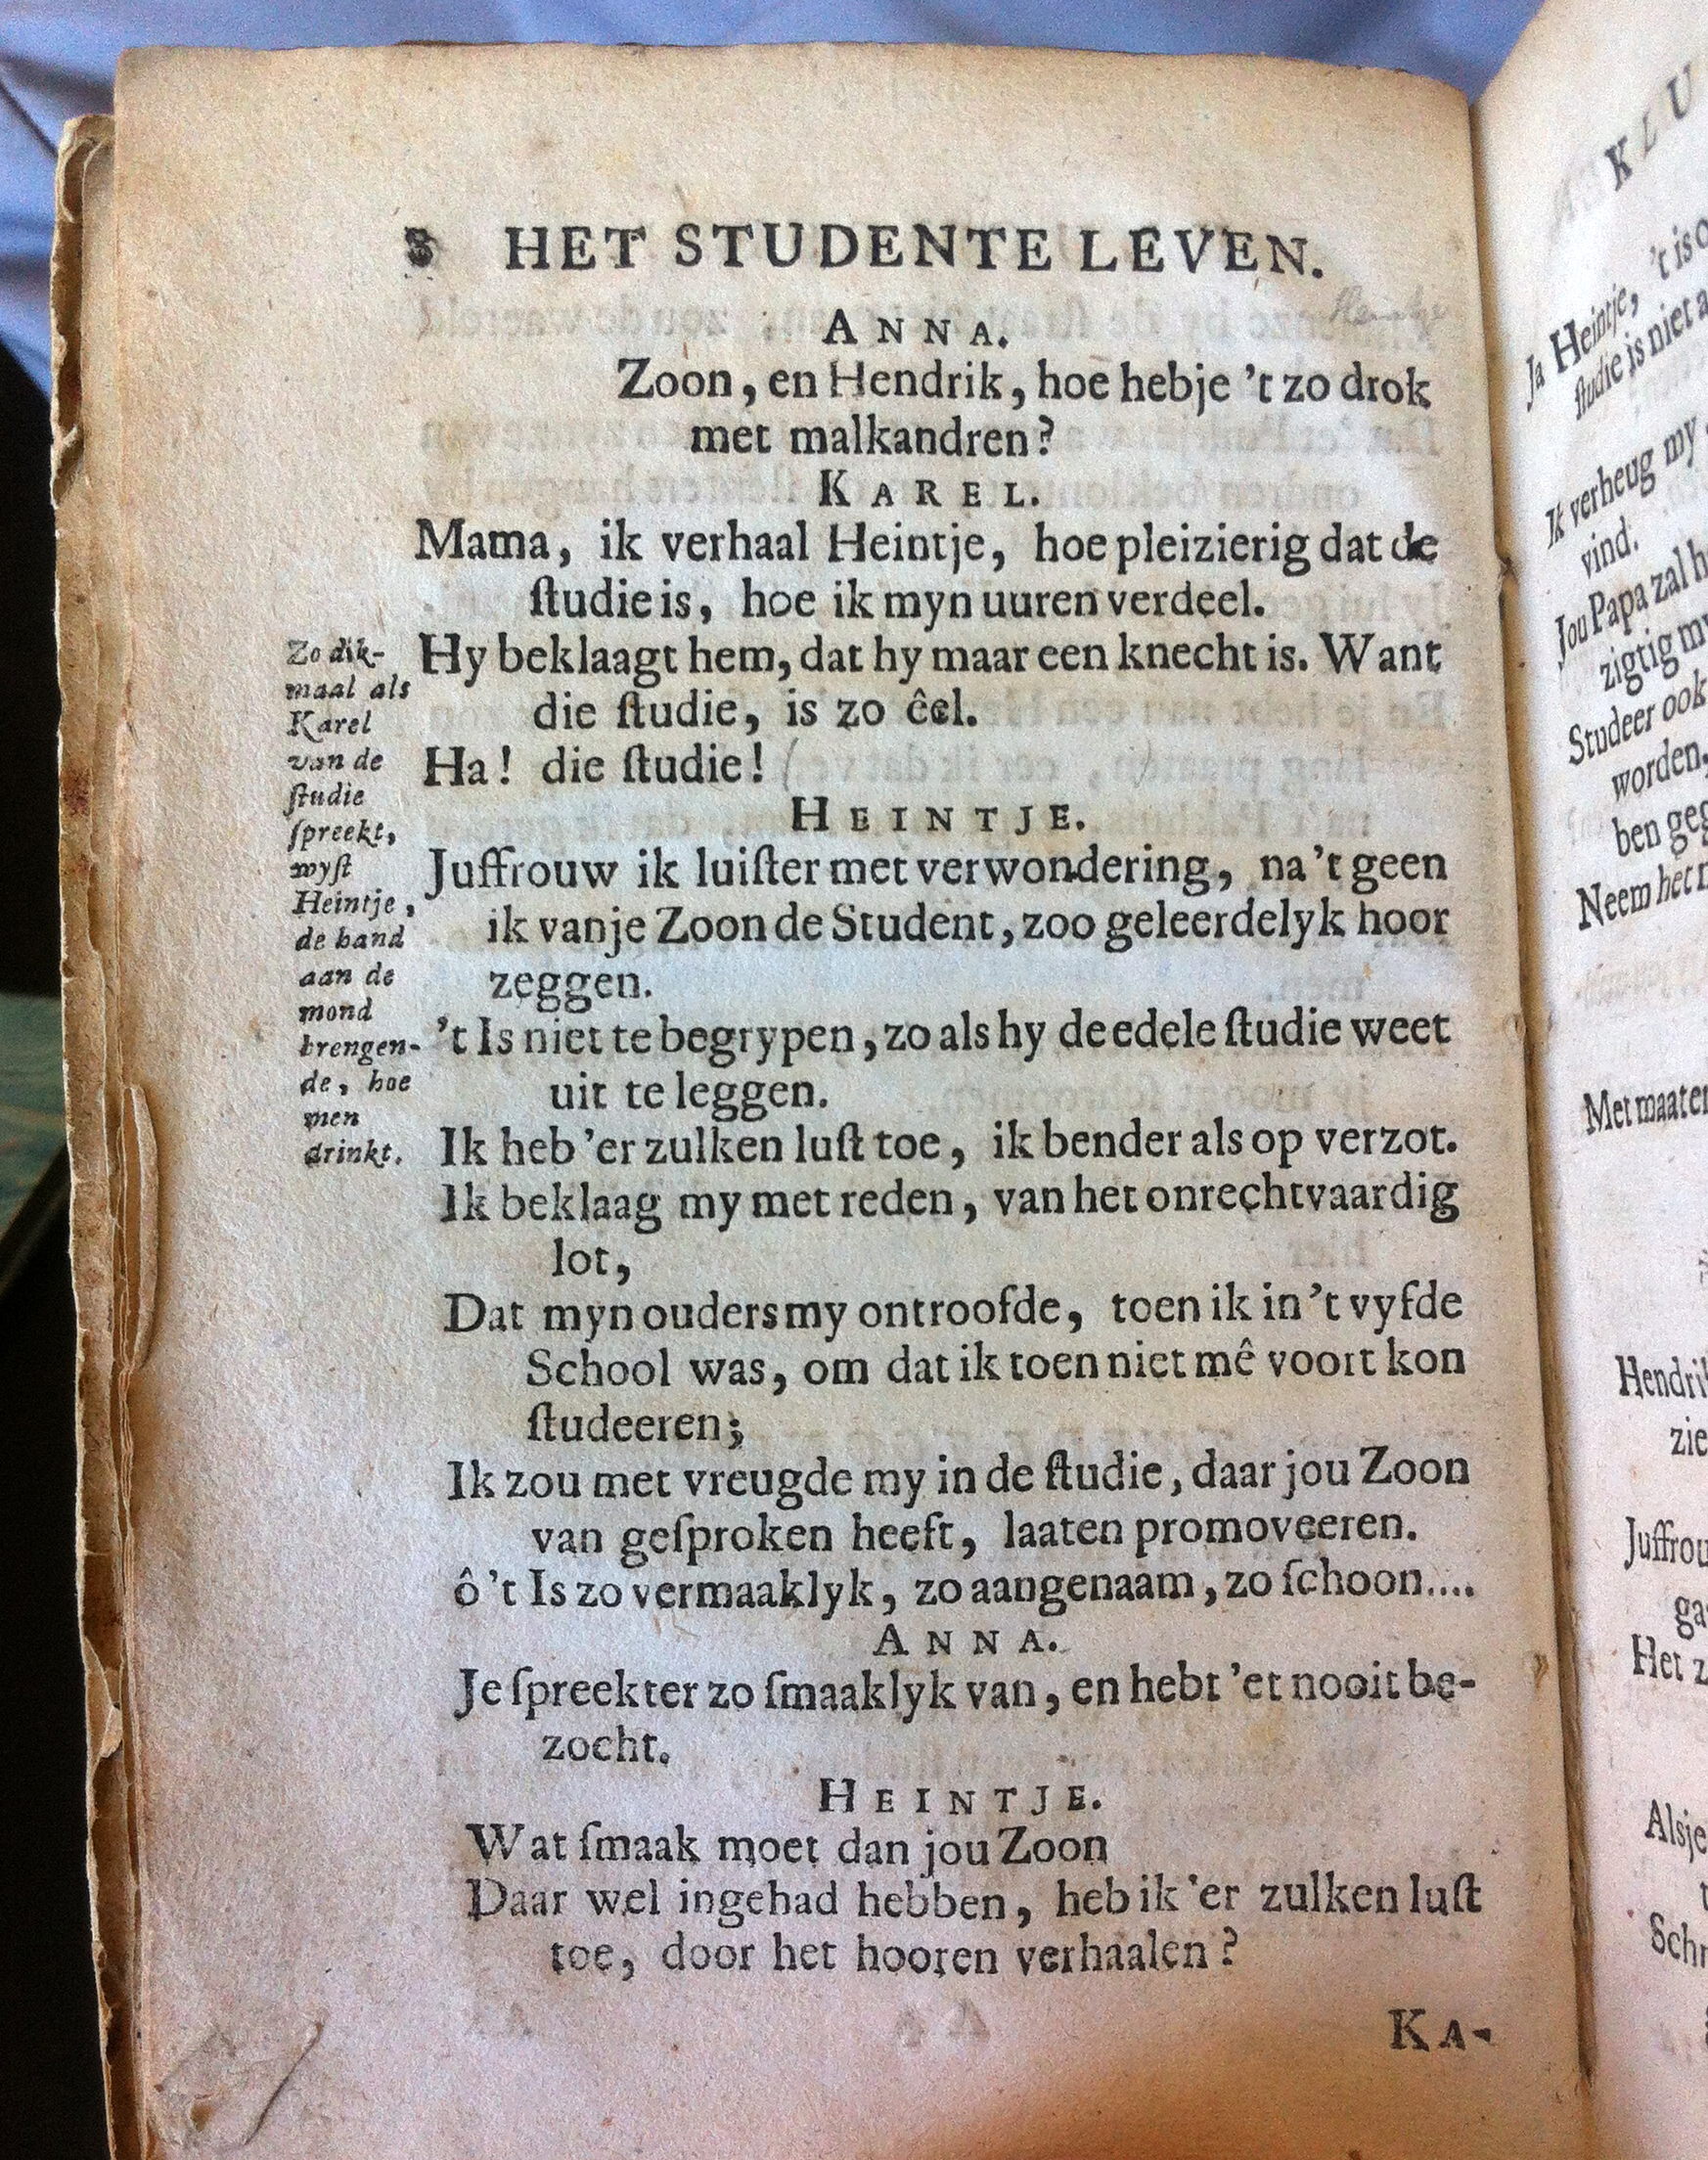 8 HET STUDENTE LEVEN.
ANNA.
Zoon, en Hendrik, hoe hebje 't zo drok
met malkandren?
KAREL.
Mama, ik verhaal Heintje, hoe pleizierig dat de
ſtudie is, hoe ik myn uuren verdeel.
Hy beklaagt hem, dat hy maar een knecht is. Want
die ſtudie, is zo êel.
Ha! die ſtudie!
Zo dik-
maal als
Karel
van de
ſtudie
ſpreekt,
wyſt
Heintje,
de hand
aan de
mond
brengen-
de, hoe
men
drinkt.
HEINTJE.
Juffrouw ik luiſter met verwondering, na 't geen
ik van je Zoon de Student, zoo geleerdelyk hoor
zeggen.
't Is niet te begrypen, zo als hy de edele ſtudie weet
uit te leggen.
Ik heb 'er zulken luſt toe, ik bender als op verzot.
Ik beklaag my met reden, van het onrechtvaardig
lot,
Dat myn ouders my ontroofde, toen ik in 't vyfde
School was, om dat ik toen niet mê voort kon
ſtudeeren;
Ik zou met vreugde my in de ſtudie, daar jou Zoon
van geſproken heeft, laaten promoveeren.
ô 't Is zo vermaaklyk, zo aangenaam, zo ſchoon....
ANNA.
Je ſpreekter zo ſmaaklyk van, en hebt 'et nooit be-
zocht.
HEINTJE.
Wat ſmaak moet dan jou Zoon
Daar wel ingehad hebben, heb ik 'er zulken luſt
toe, door het hooren verhaalen?
KA-
KLU
't is
Ja Heintje,
ſtudie is niet
Ik verheug my
vind.
Jou Papa zal
zigtig
Studeer ook
worden,
ben
Neem het
Met
Juffrou
Het